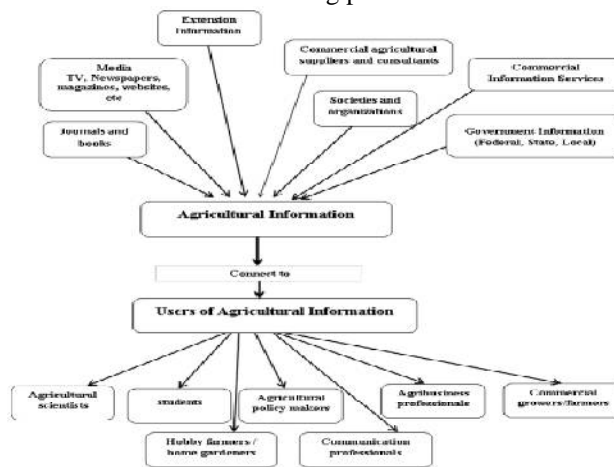 Extension
Information
Commercial agricultural
suppliers and consultants
Media
TV, Newspapers,
magazines, websites,
etc
Commercial
Information Services
Societies and
organizations
Journals and
books
Government Information
(Federal, State, Local)
Agricultural Information
Connect to
Users of Agricultural Information
Agricultural
scientists
students
Agricultural
policy makers
Agribusiness
professionals
Commercial
growers/farmers
Hobby farmers /
home gardeners
Communication
professionals